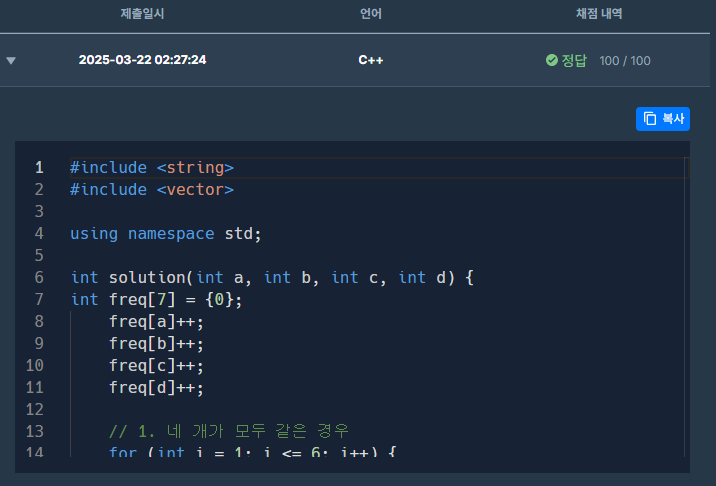 제출일시 언어 채점 내역
2025-03-22 02:27:24 C++ 정답 100 / 100
복사
1 #include <string>
2 #include <vector>
3
4 using namespace std;
5
6 int solution(int a, int b, int c, int d) {
7 int freq[7] = {0};
8     freq[a]++;
9     freq[b]++;
10     freq[c]++;
11     freq[d]++;
12
13     // 1. 네 개가 모두 같은 경우
14     for (int i = 1; i <= 6; i++) {